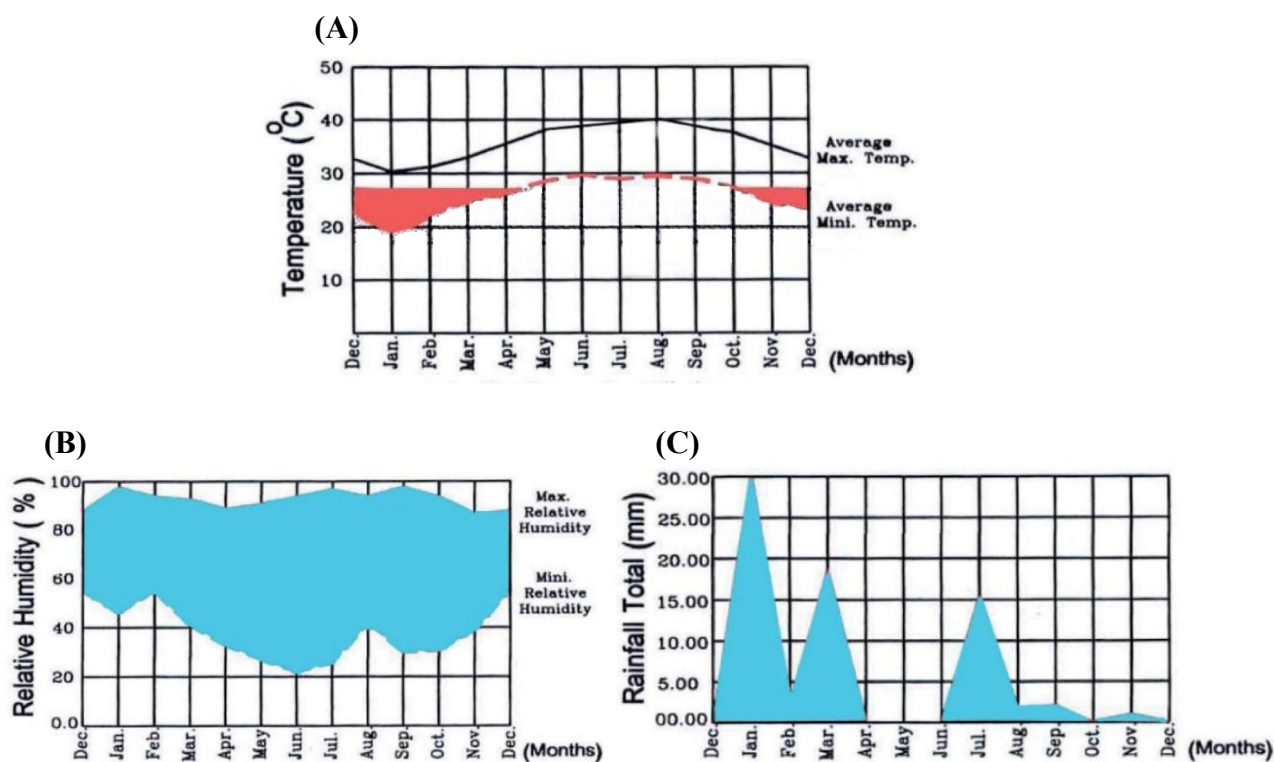 (A)
Temperature (°C)
50
40
30
20
10
Average
Max. Temp.
Average
Mini. Temp.
Dec. Jan. Feb. Mar. Apr. May Jun. Jul. Aug. Sep. Oct. Nov. Dec. (Months)
(B)
Relative Humidity (%)
100
80
60
40
20
0.0
Max.
Relative
Humidity
Mini.
Relative
Humidity
Dec. Jan. Feb. Mar. Apr. May Jun. Jul. Aug. Sep. Oct. Nov. Dec. (Months)
(C)
Rainfall Total (mm)
30.00
25.00
20.00
15.00
10.00
5.00
00.00
Dec. Jan. Feb. Mar. Apr. May Jun. Jul. Aug Sep. Oct. Nov. Dec. (Months)